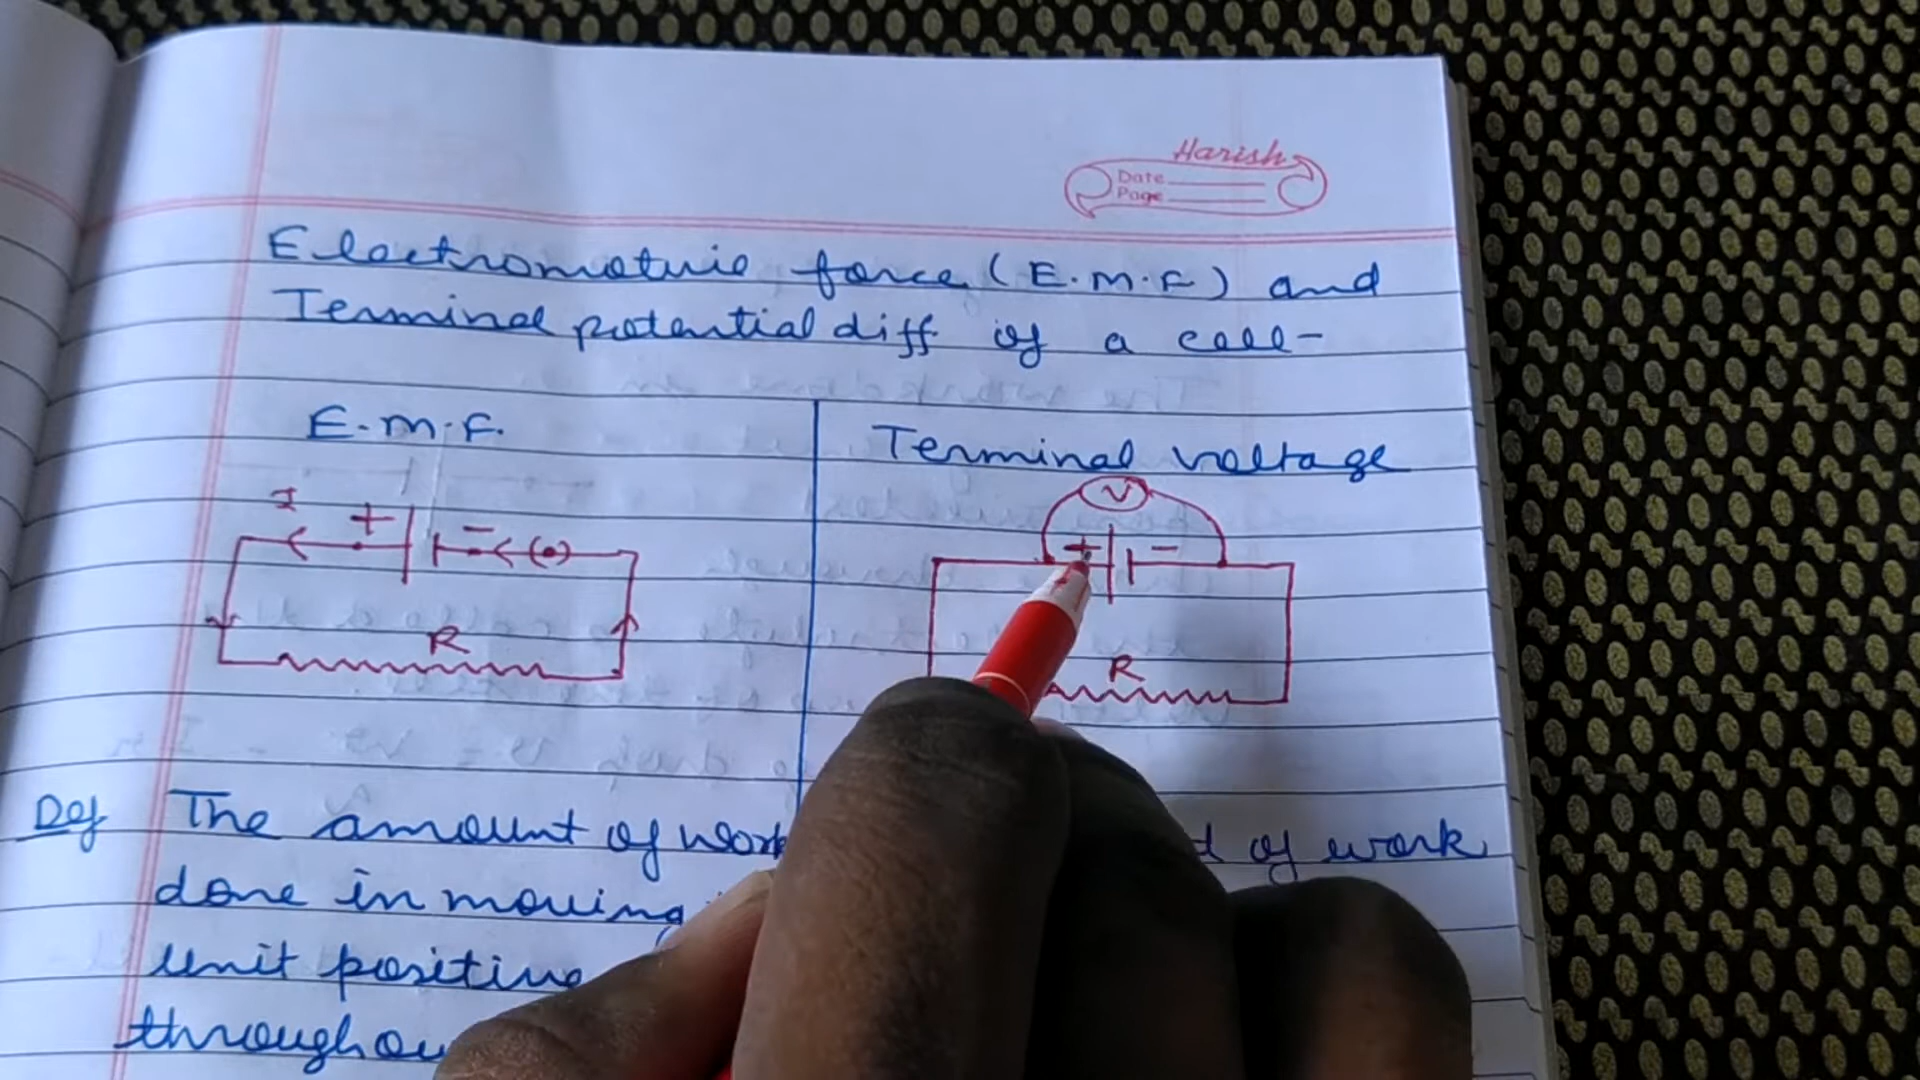 Harish
Date
Page
Electromotive force (E.M.F) and
Terminal potential diff. of a cell-
E.M.F.
Terminal voltage
V
I + -
+ -
R
R
Def The amount of work
of work
done in moving
unit positive